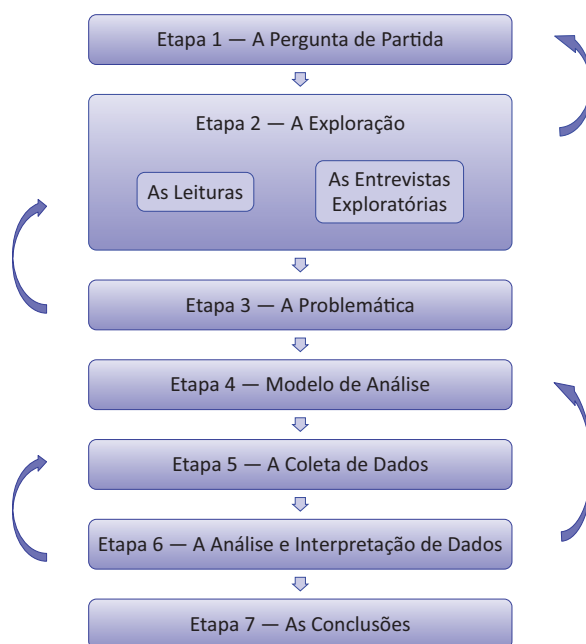 Etapa 1 — A Pergunta de Partida
Etapa 2 — A Exploração
As Leituras
As Entrevistas
Exploratórias
Etapa 3 — A Problemática
Etapa 4 — Modelo de Análise
Etapa 5 — A Coleta de Dados
Etapa 6 — A Análise e Interpretação de Dados
Etapa 7 — As Conclusões